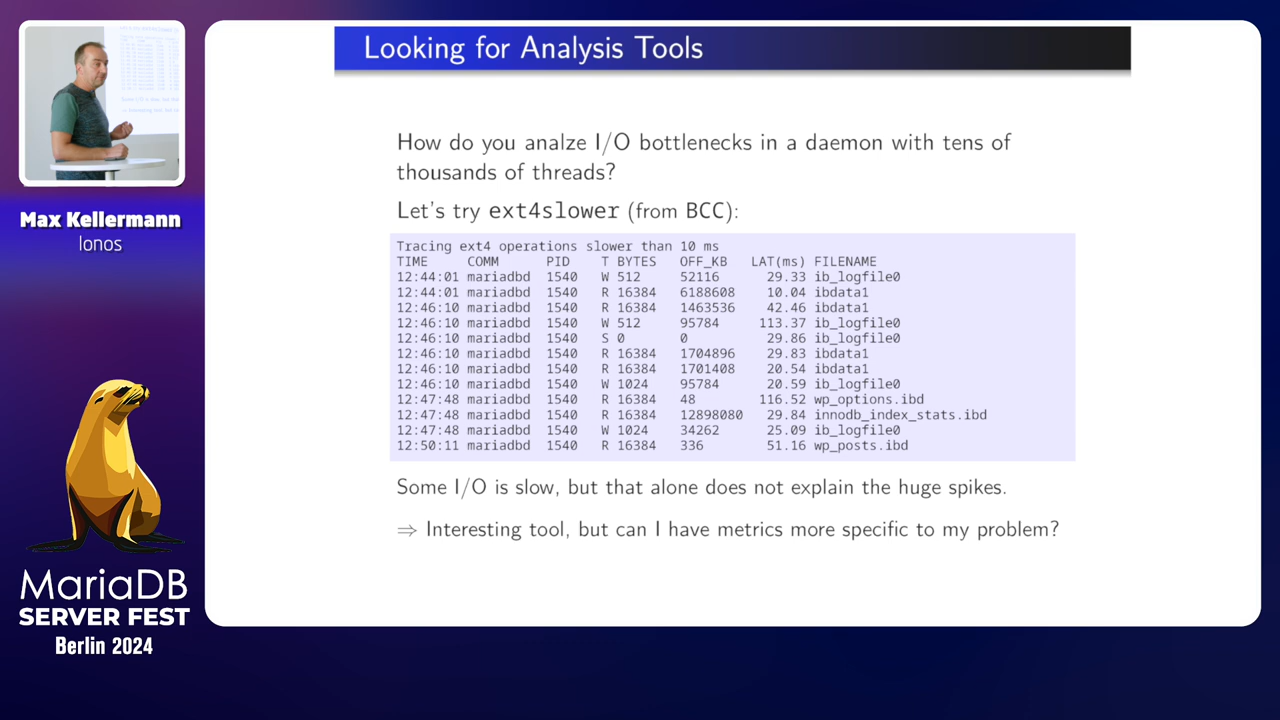 Looking for Analysis Tools
How do you analze I/O bottlenecks in a daemon with tens of
thousands of threads?
Let's try ext4slower (from BCC):
Tracing ext4 operations slower than 10 ms
TIME COMM PID T BYTES OFF_KB LAT(ms) FILENAME
12:44:01 mariadbd 1540 W 512 52116 29.33 ib_logfile0
12:44:01 mariadbd 1540 R 16384 6188608 10.04 ibdata1
12:46:10 mariadbd 1540 R 16384 1463536 42.46 ibdata1
12:46:10 mariadbd 1540 W 512 95784 113.37 ib_logfile0
12:46:10 mariadbd 1540 S 0 0 29.86 ib_logfile0
12:46:10 mariadbd 1540 R 16384 1704896 29.83 ibdata1
12:46:10 mariadbd 1540 R 16384 1701408 20.54 ibdata1
12:46:10 mariadbd 1540 W 1024 95784 20.59 ib_logfile0
12:47:48 mariadbd 1540 R 16384 48 116.52 wp_options.ibd
12:47:48 mariadbd 1540 R 16384 12898080 29.84 innodb_index_stats.ibd
12:47:48 mariadbd 1540 W 1024 34262 25.09 ib_logfile0
12:50:11 mariadbd 1540 R 16384 336 51.16 wp_posts.ibd
Some I/O is slow, but that alone does not explain the huge spikes.
⇒ Interesting tool, but can I have metrics more specific to my problem?
Max Kellermann
Ionos
MariaDB
SERVER FEST
Berlin 2024